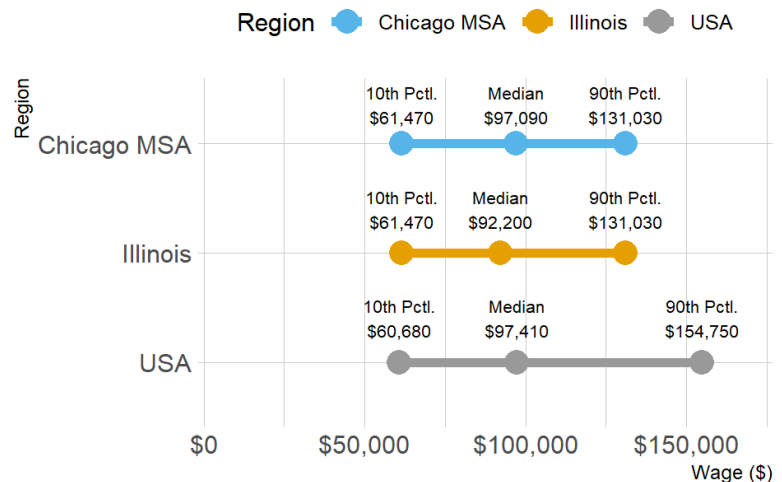 Region Chicago MSA Illinois USA
Region
10th Pctl. Median 90th Pctl.
$61,470 $97,090 $131,030
Chicago MSA
10th Pctl. Median 90th Pctl.
$61,470 $92,200 $131,030
Illinois
10th Pctl. Median 90th Pctl.
$60,680 $97,410 $154,750
USA
$0 $50,000 $100,000 $150,000
Wage ($)